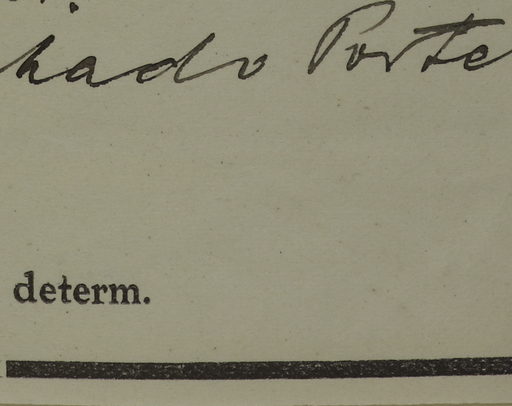 hado Porte
determ.